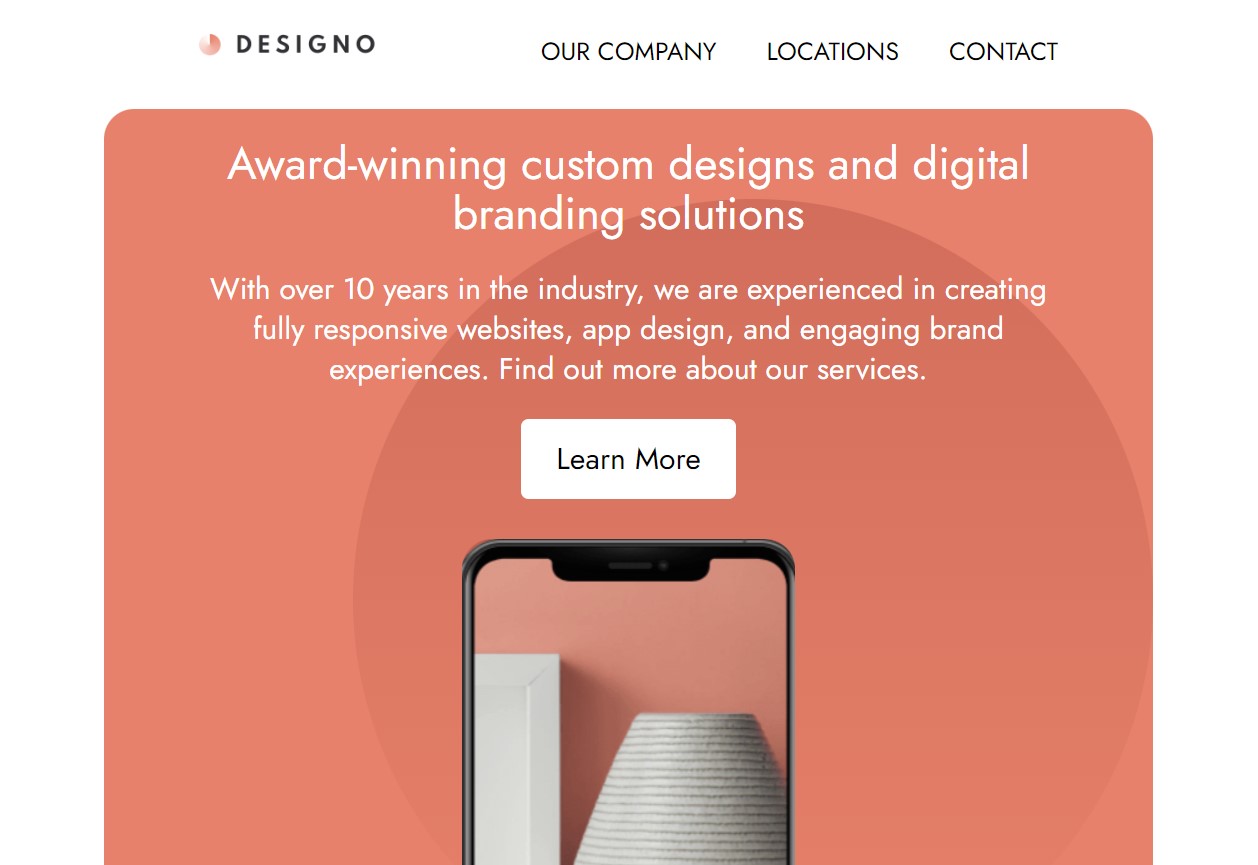 DESIGNO
OUR COMPANY LOCATIONS CONTACT
Award-winning custom designs and digital
branding solutions
With over 10 years in the industry, we are experienced in creating
fully responsive websites, app design, and engaging brand
experiences. Find out more about our services.
Learn More